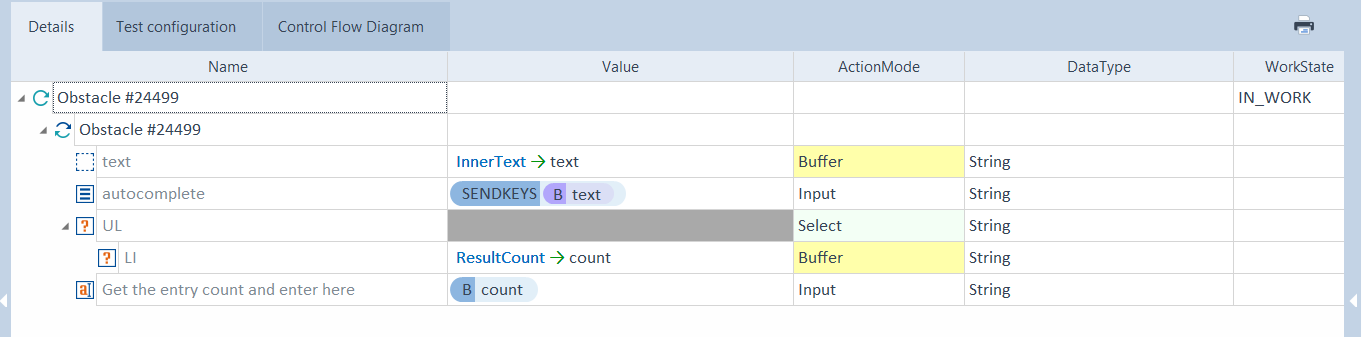 Details Test configuration Control Flow Diagram
Name Value ActionMode DataType WorkState
Obstacle #24499 IN_WORK
Obstacle #24499
text InnerText → text Buffer String
autocomplete SENDKEYS B text Input String
? UL Select String
? LI ResultCount → count Buffer String
a Get the entry count and enter here B count Input String